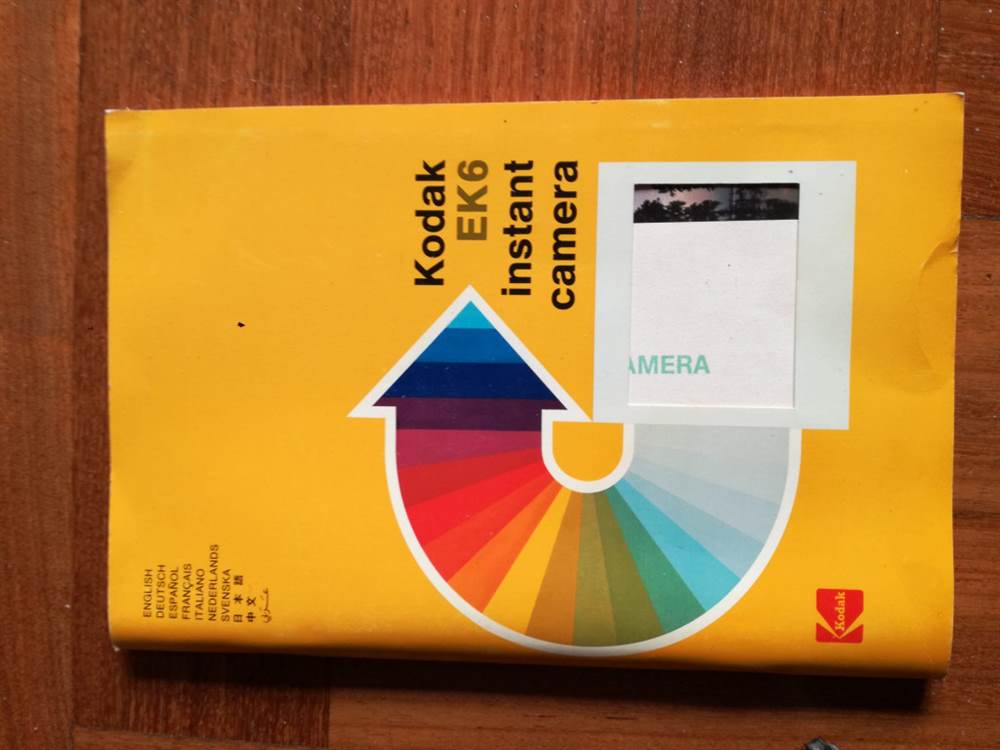 ENGLISH
DEUTSCH
ESPAÑOL
FRANÇAIS
ITALIANO
NEDERLANDS
SVENSKA
日本語
中文
Kodak
EK6
instant
camera
AMERA
Kodak